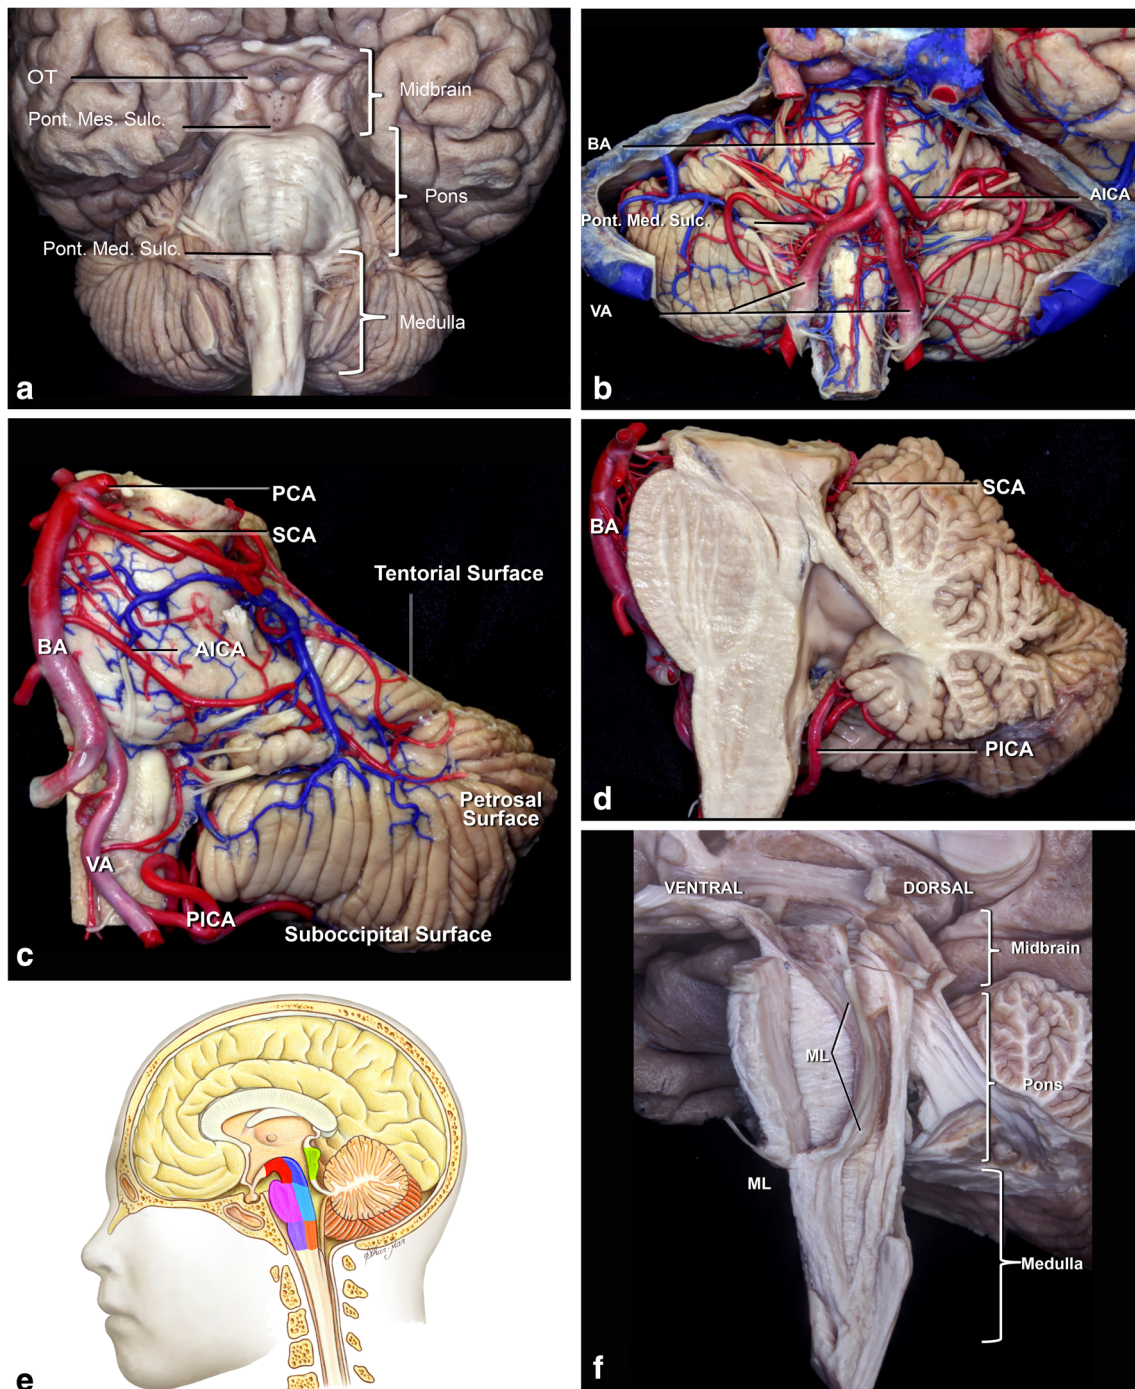 OT
Midbrain
Pont. Mes. Sulc.
Pons
Pont. Med. Sulc.
Medulla
a
BA
AICA
Pont. Med. Sulc.
VA
b
PCA
SCA
Tentorial Surface
BA
AICA
Petrosal
Surface
VA
PICA
Suboccipital Surface
c
SCA
BA
PICA
d
e
VENTRAL
DORSAL
Midbrain
ML
Pons
ML
Medulla
f